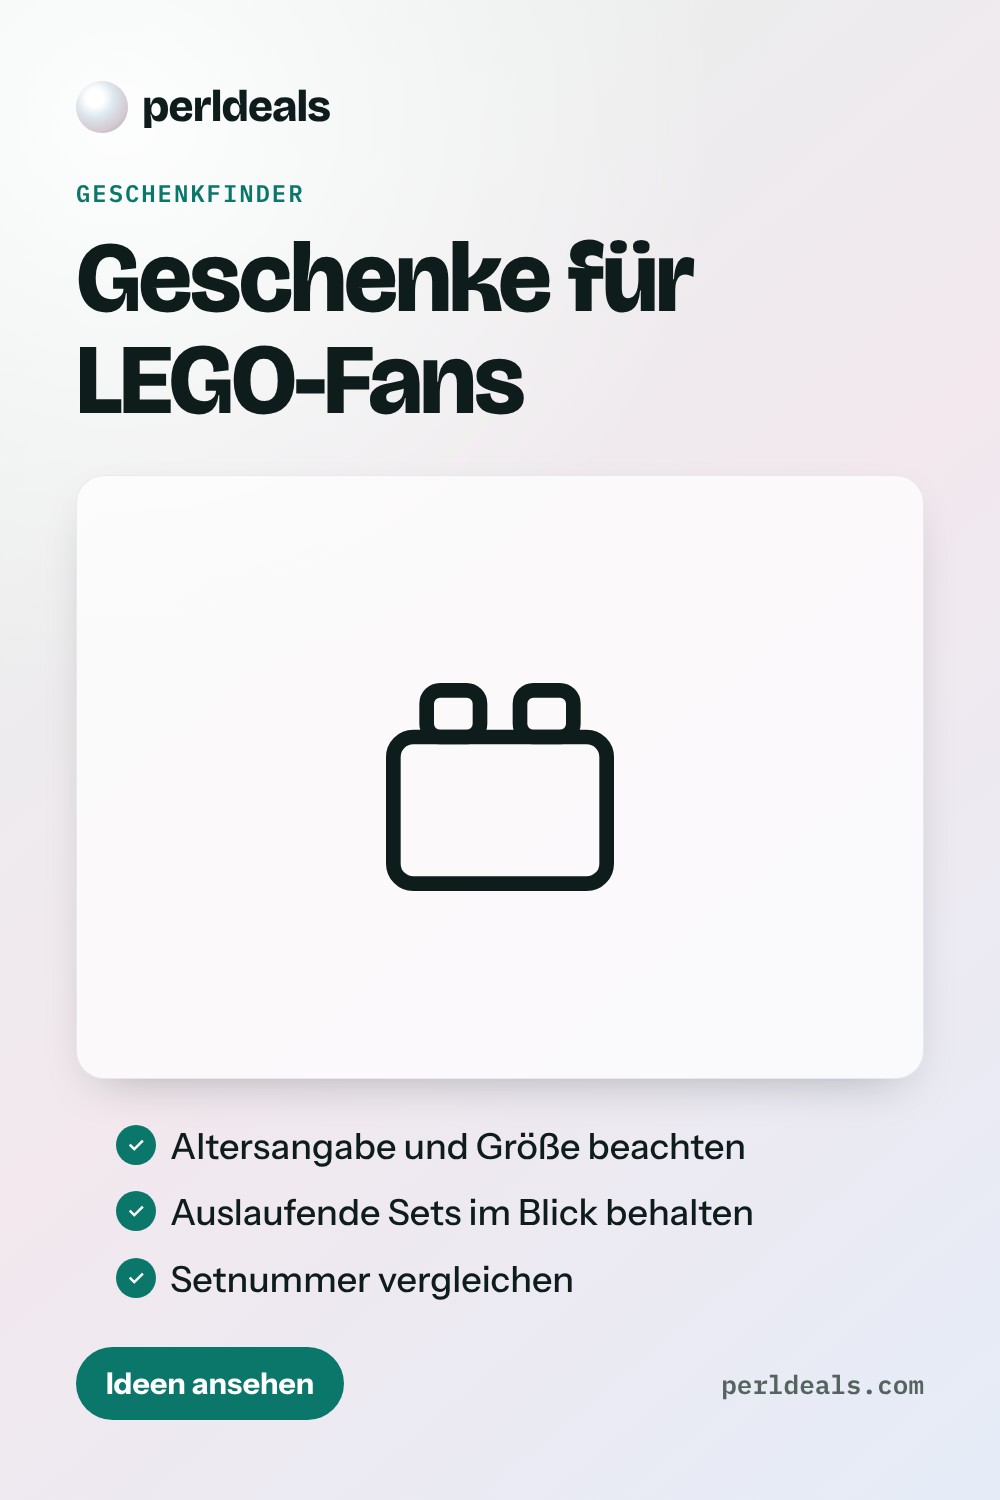 perldeals
GESCHENKFINDER
Geschenke für
LEGO-Fans
Altersangabe und Größe beachten
Auslaufende Sets im Blick behalten
Setnummer vergleichen
Ideen ansehen
perldeals.com